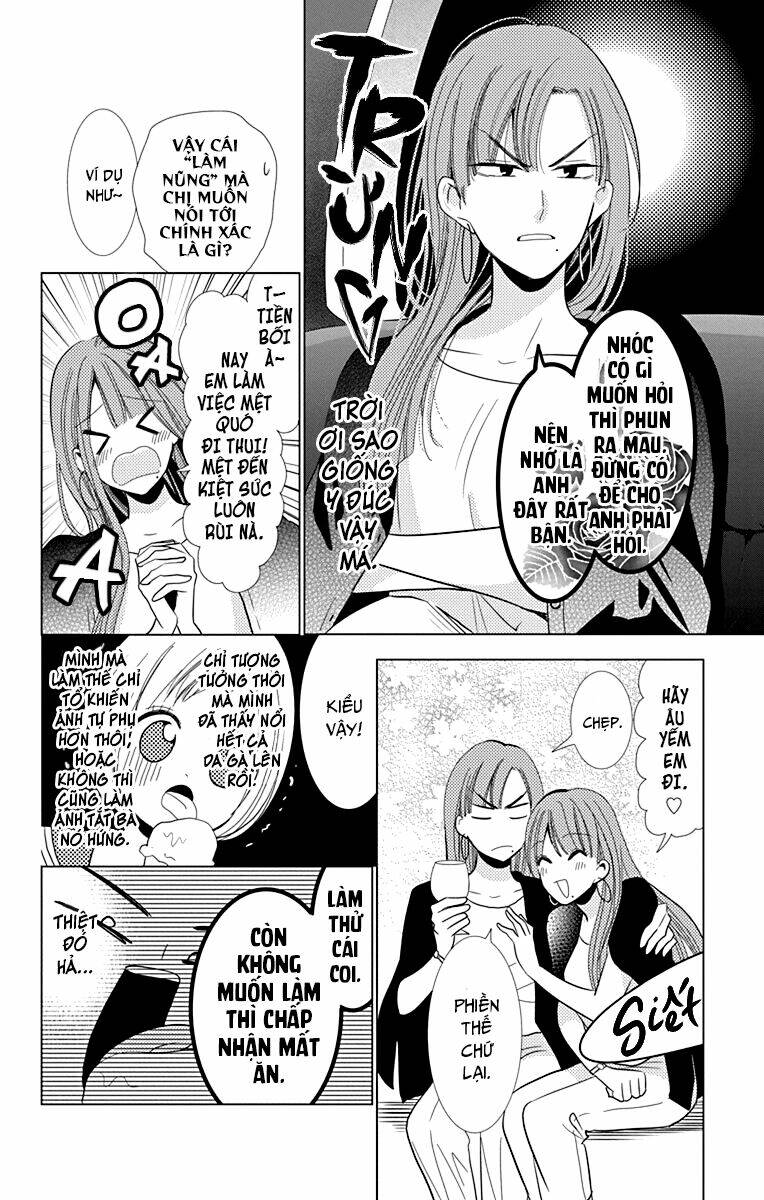 TRỪNG
NHÓC
CÓ GÌ
MUỐN HỎI
THÌ PHUN
RA MAU,
ĐỪNG CÓ
ĐỂ CHO
ANH PHẢI
HỎI.
NÊN
NHỚ LÀ
ANH
ĐÂY RẤT
BẬN.
TRỜI
ƠI SAO
GIỐNG
Y ĐÚC
VẬY
MÁ.
VẬY CÁI
“LÀM
NŨNG” MÀ
CHỊ MUỐN
NÓI TỚI
CHÍNH XÁC
LÀ GÌ?
VÍ DỤ
NHƯ~
T-
TIỀN
BỐI
À~
NAY
EM LÀM
VIỆC MỆT
QUÓ
ĐI THUI!
MỆT ĐẾN
KIỆT SỨC
LUÔN
RÙI NÀ.
OA
A
HÃY
ÂU
YẾM
EM
ĐI.
♡
CHẸP.
PHIỀN
THẾ
CHỨ
LẠI.
SIẾT
KIỂU
VẬY!
CHỈ TƯỢNG
TƯỞNG THÔI
MÀ MÌNH
ĐÃ THẤY NỔI
HẾT CẢ
DA GÀ LÊN
RỒI!
MÌNH MÀ
LÀM THẾ CHỈ
TỔ KHIẾN
ẢNH TỰ PHỤ
HƠN THÔI,
HOẶC
KHÔNG THÌ
CŨNG LÀM
ẢNH TẮT BÀ
NÓ HỨNG.
LÀM THỬ
CÁI
COI.
CÒN
KHÔNG
MUỐN LÀM
THÌ CHẤP
NHẬN MẤT
ĂN.
THIỆT
ĐÓ
HẢ...